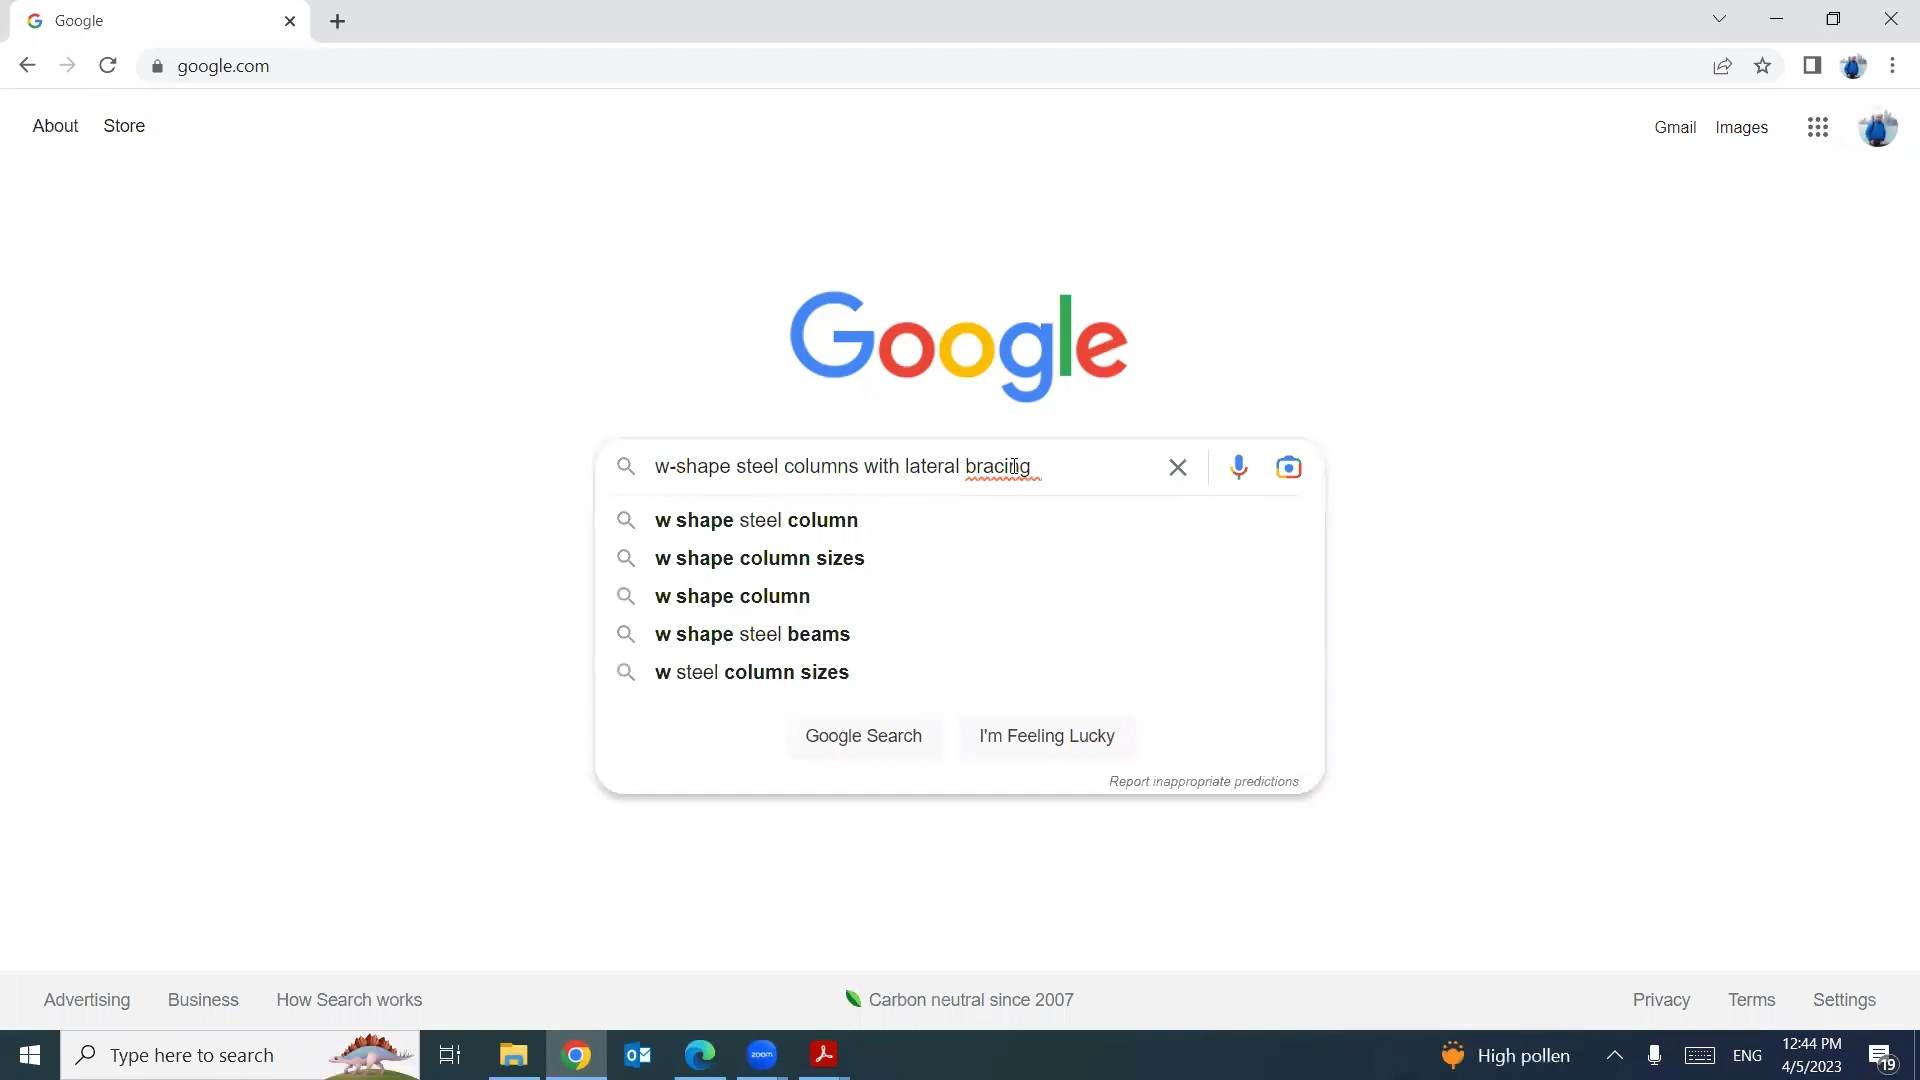 Google
google.com
About Store
Gmail Images
Google
w-shape steel columns with lateral bracing
w shape steel column
w shape column sizes
w shape column
w shape steel beams
w steel column sizes
Google Search I'm Feeling Lucky
Report inappropriate predictions
Advertising Business How Search works
Carbon neutral since 2007
Privacy Terms Settings
Type here to search
zoom
High pollen
ENG
12:44 PM
4/5/2023
19